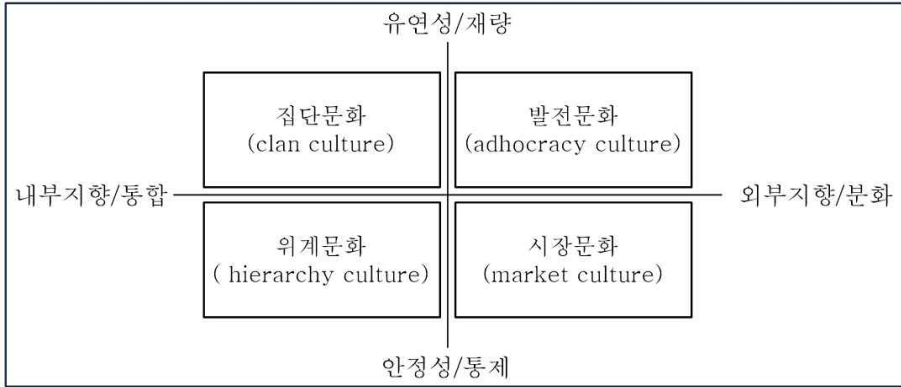 유연성/재량
집단문화
(clan culture)
발전문화
(adhocracy culture)
내부지향/통합
외부지향/분화
위계문화
( hierarchy culture)
시장문화
(market culture)
안정성/통제